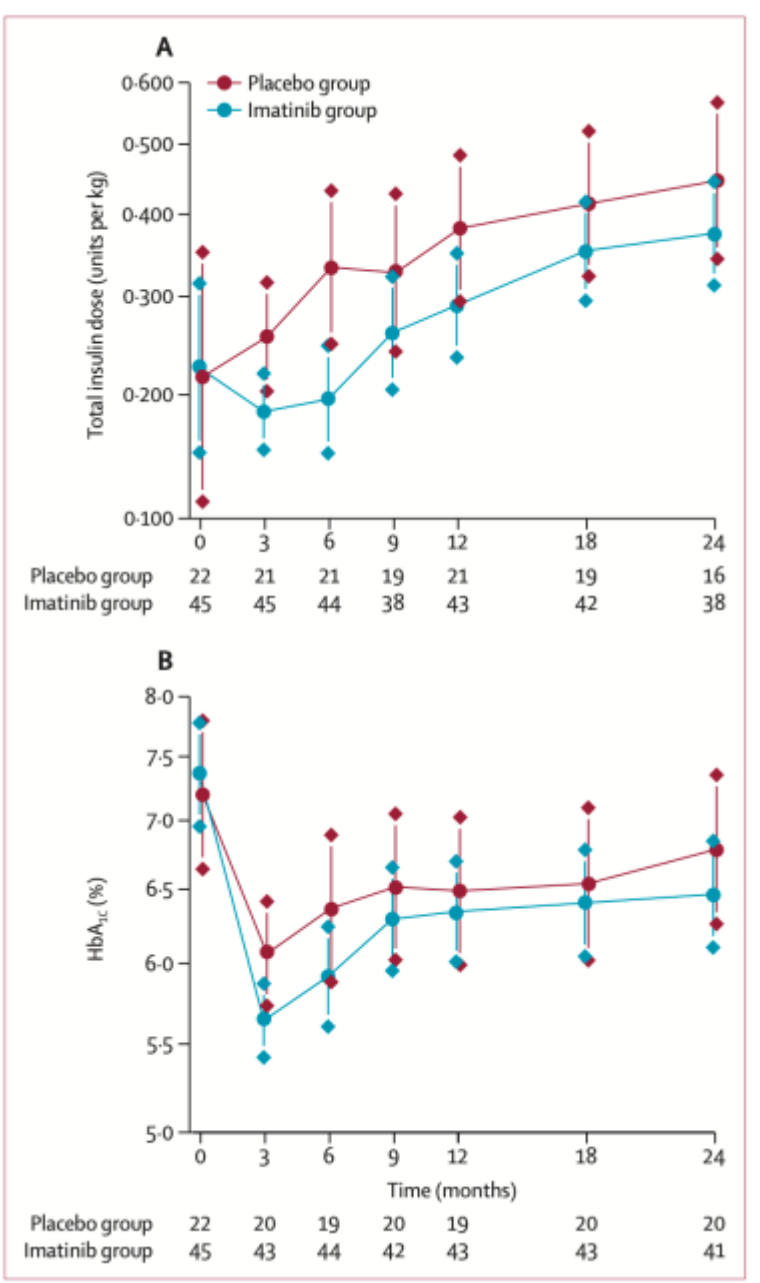 A
Placebo group
Imatinib group
Total insulin dose (units per kg)
0·600
0·500
0·400
0·300
0·200
0·100
0 3 6 9 12 18 24
Placebo group 22 21 21 19 21 19 16
Imatinib group 45 45 44 38 43 42 38
B
HbA1C (%)
8·0
7·5
7·0
6·5
6·0
5·5
5·0
0 3 6 9 12 18 24
Time (months)
Placebo group 22 20 19 20 19 20 20
Imatinib group 45 43 44 42 43 43 41